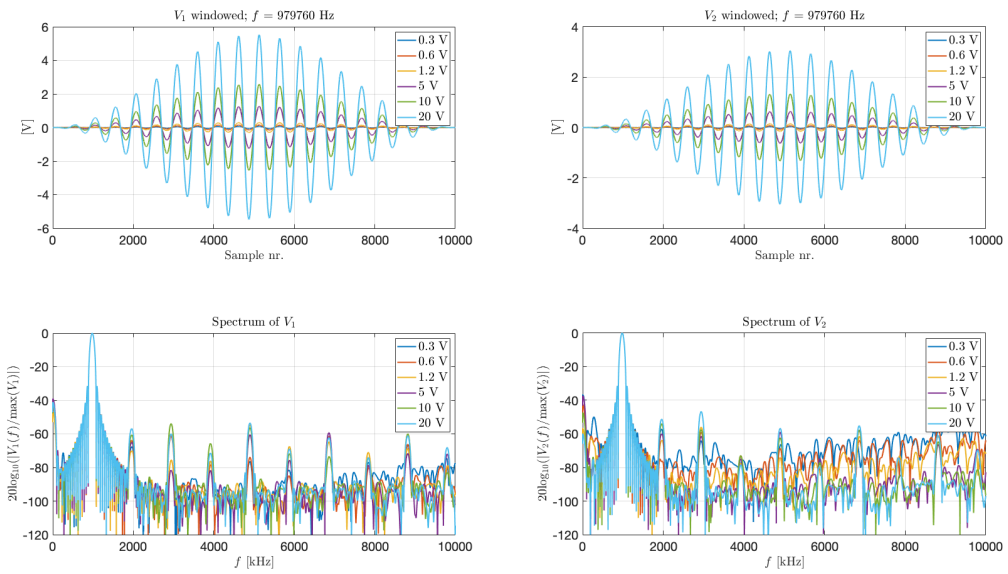 V₁ windowed; f = 979760 Hz
6
4
2
0
-2
-4
-6
[V]
0.3 V
0.6 V
1.2 V
5 V
10 V
20 V
0 2000 4000 6000 8000 10000
Sample nr.
V₂ windowed; f = 979760 Hz
4
2
0
-2
-4
[V]
0.3 V
0.6 V
1.2 V
5 V
10 V
20 V
0 2000 4000 6000 8000 10000
Sample nr.
Spectrum of V₁
0
-20
-40
-60
-80
-100
-120
20log₁₀(|V₁(f)/max(V₁)|)
0.3 V
0.6 V
1.2 V
5 V
10 V
20 V
0 2000 4000 6000 8000 10000
f [kHz]
Spectrum of V₂
0
-20
-40
-60
-80
-100
-120
20log₁₀(|V₂(f)/max(V₂)|)
0.3 V
0.6 V
1.2 V
5 V
10 V
20 V
0 2000 4000 6000 8000 10000
f [kHz]